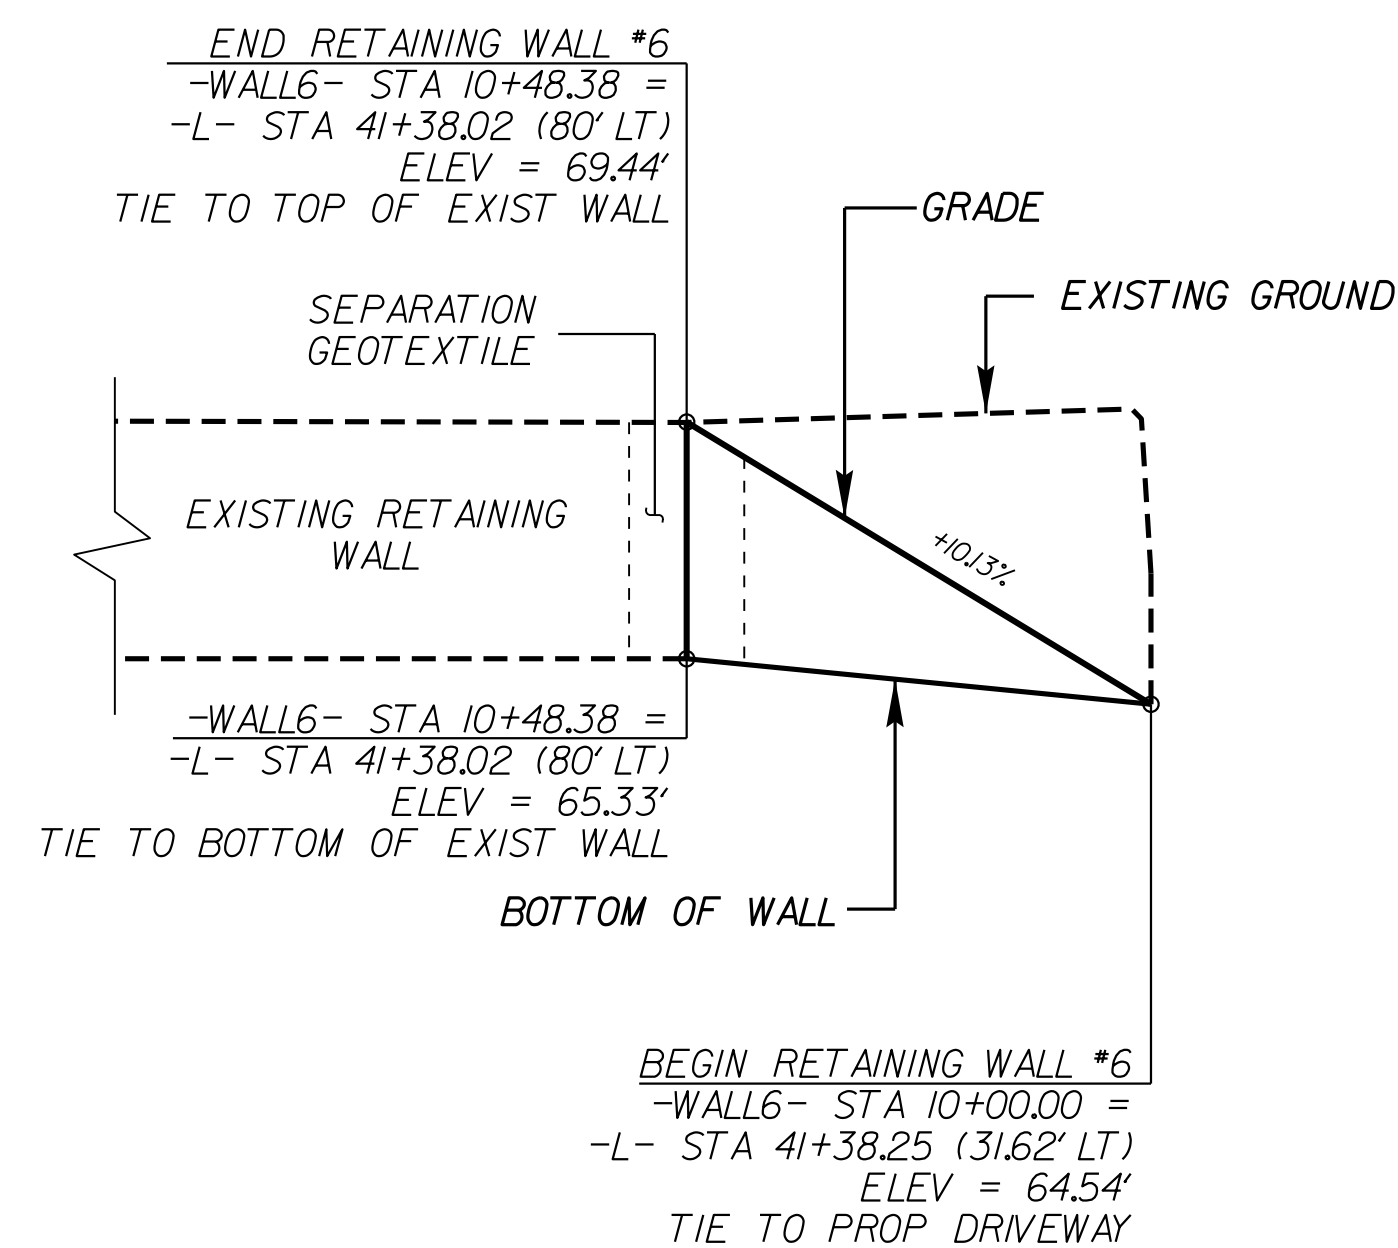 END RETAINING WALL #6
-WALL6- STA 10+48.38 =
-L- STA 41+38.02 (80' LT)
ELEV = 69.44'
TIE TO TOP OF EXIST WALL
GRADE
EXISTING GROUND
SEPARATION
GEOTEXTILE
EXISTING RETAINING
WALL
+10.13%
-WALL6- STA 10+48.38 =
-L- STA 41+38.02 (80' LT)
ELEV = 65.33'
TIE TO BOTTOM OF EXIST WALL
BOTTOM OF WALL
BEGIN RETAINING WALL #6
-WALL6- STA 10+00.00 =
-L- STA 41+38.25 (31.62' LT)
ELEV = 64.54'
TIE TO PROP DRIVEWAY